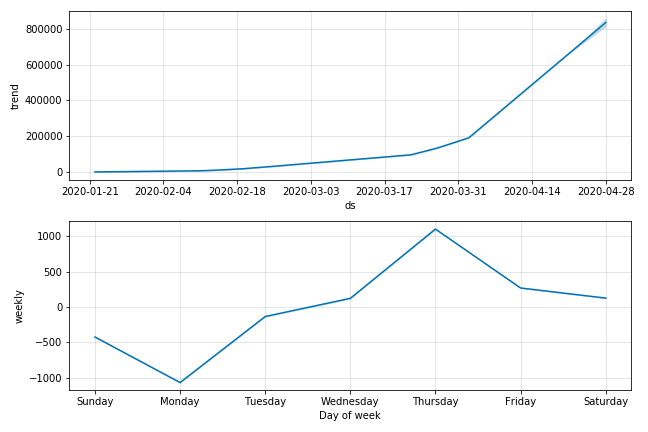 800000
600000
400000
200000
0
trend
2020-01-21 2020-02-04 2020-02-18 2020-03-03 2020-03-17 2020-03-31 2020-04-14 2020-04-28
ds
1000
500
0
−500
−1000
weekly
Sunday Monday Tuesday Wednesday Thursday Friday Saturday
Day of week